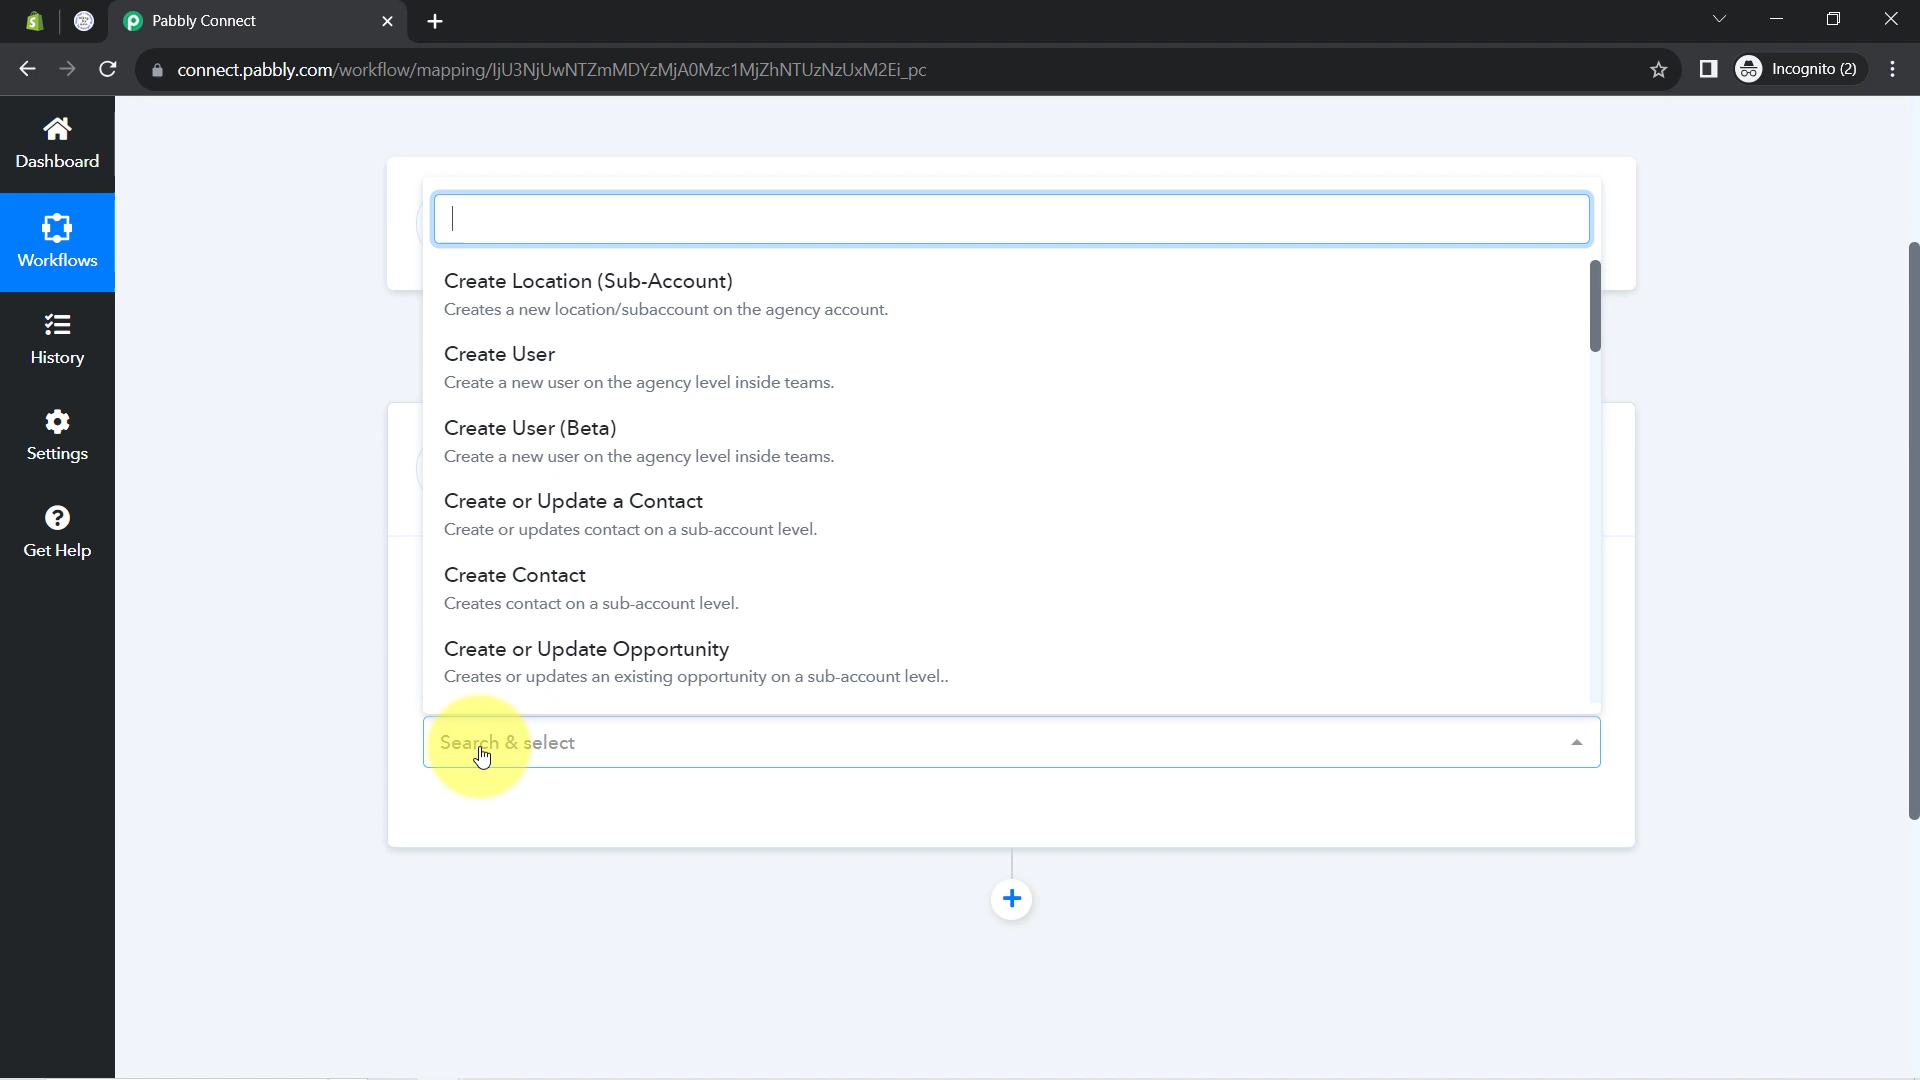 Pabbly Connect
connect.pabbly.com/workflow/mapping/IjU3NjUwNTZmMDYzMjA0Mzc1MjZhNTUzNzUxM2Ei_pc
Incognito (2)
Dashboard
Workflows
History
Settings
Get Help
Create Location (Sub-Account)
Creates a new location/subaccount on the agency account.
Create User
Create a new user on the agency level inside teams.
Create User (Beta)
Create a new user on the agency level inside teams.
Create or Update a Contact
Create or updates contact on a sub-account level.
Create Contact
Creates contact on a sub-account level.
Create or Update Opportunity
Creates or updates an existing opportunity on a sub-account level..
Search & select